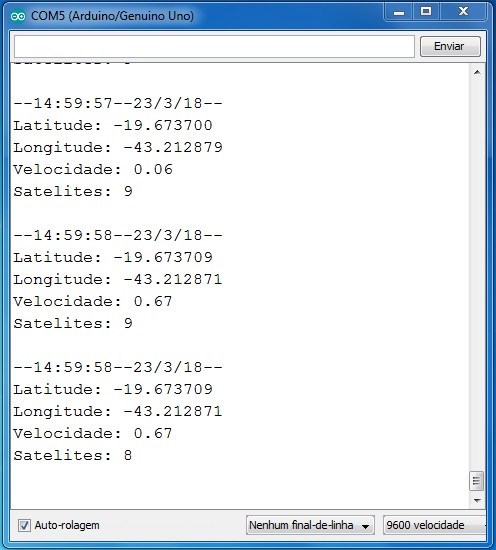 COM5 (Arduino/Genuino Uno)
Enviar
--14:59:57--23/3/18--
Latitude: -19.673700
Longitude: -43.212879
Velocidade: 0.06
Satelites: 9
--14:59:58--23/3/18--
Latitude: -19.673709
Longitude: -43.212871
Velocidade: 0.67
Satelites: 9
--14:59:58--23/3/18--
Latitude: -19.673709
Longitude: -43.212871
Velocidade: 0.67
Satelites: 8
Auto-rolagem
Nenhum final-de-linha
9600 velocidade